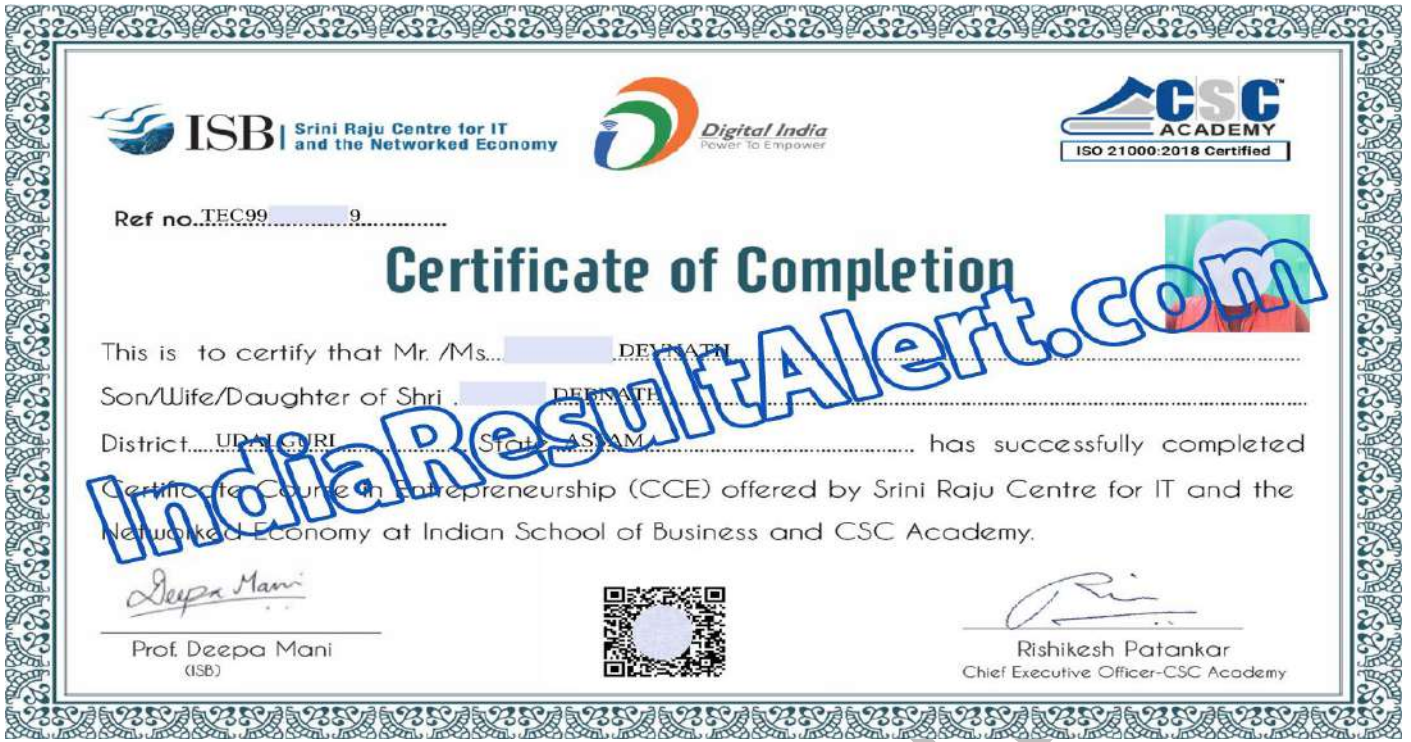 ISB Srini Raju Centre for IT
and the Networked Economy
Digital India
Power To Empower
CSC™
ACADEMY
ISO 21000:2018 Certified
Ref no. TEC99 9
Certificate of Completion
This is to certify that Mr. /Ms. DEVNATH
Son/Wife/Daughter of Shri . DEBNATH
District UDALGURI State ASSAM has successfully completed
Certificate Course in Entrepreneurship (CCE) offered by Srini Raju Centre for IT and the
Networked Economy at Indian School of Business and CSC Academy.
IndiaResultAlert.com
Deepa Mani
Prof. Deepa Mani
(ISB)
Rishikesh Patankar
Chief Executive Officer-CSC Academy